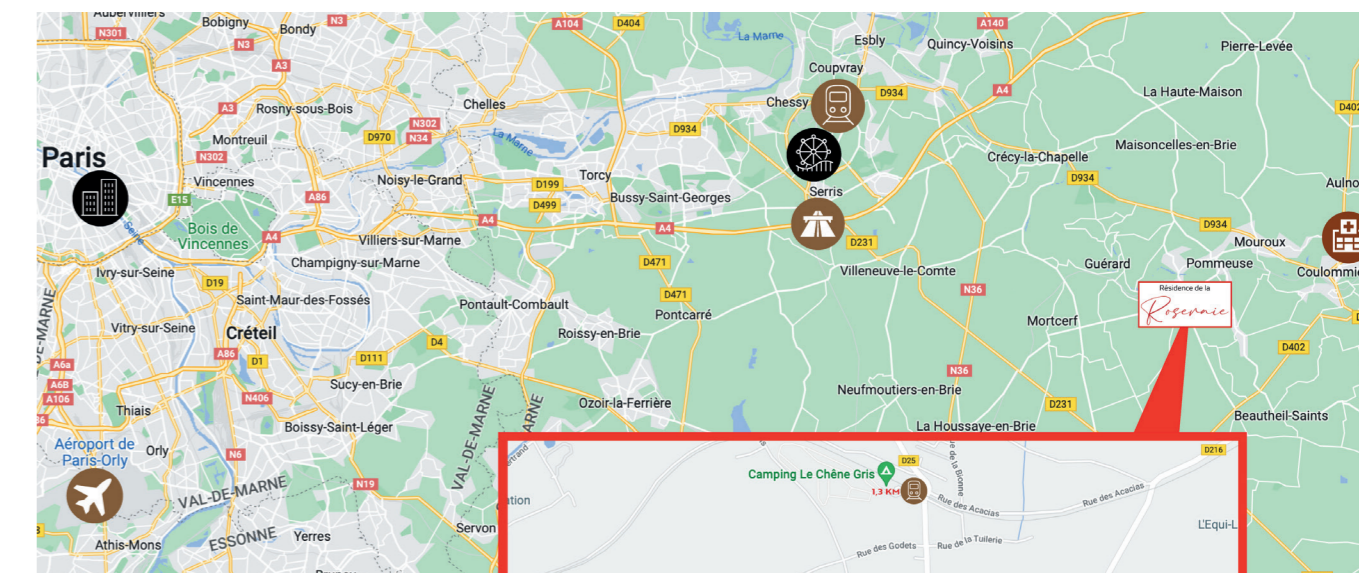 Aubervilliers
N301
Bobigny
N3
Bondy
N3
A104
D404
La Marne
A140
Esbly
Quincy-Voisins
Pierre-Levée
A3
Coupvray
A3
Rosny-sous-Bois
Chelles
Chessy
D934
A4
La Haute-Maison
D402
Montreuil
D970
N302
N34
La Marne
D934
Crécy-la-Chapelle
Maisoncelles-en-Brie
Paris
N302
Vincennes
Noisy-le-Grand
D199
Torcy
D934
E15
A86
D499
Bussy-Saint-Georges
Serris
Seine
Bois de
Vincennes
A4
Villiers-sur-Marne
A4
A4
D231
D934
Mouroux
Ivry-sur-Seine
D19
Champigny-sur-Marne
D471
Villeneuve-le-Comte
Guérard
Pommeuse
Saint-Maur-des-Fossés
Pontault-Combault
D471
Pontcarré
N36
Résidence de la
Roseraie
Vitry-sur-Seine
Créteil
Roissy-en-Brie
Mortcerf
A86
D1
D111
D4
D402
A6a
A6B
A106
N406
Sucy-en-Brie
N36
Neufmoutiers-en-Brie
D231
Thiais
Boissy-Saint-Léger
Ozoir-la-Ferrière
La Houssaye-en-Brie
Beautheil-Saints
Aéroport de
Paris-Orly
Orly
N6
VAL-DE-MARNE
N19
VAL-DE-MARNE
Athis-Mons
ESSONNE
Yerres
Servon
Camping Le Chêne Gris
1,3 KM
D25
D216
Rue des Acacias
Rue des Acacias
Rue des Godets
Rue de la Tuilerie